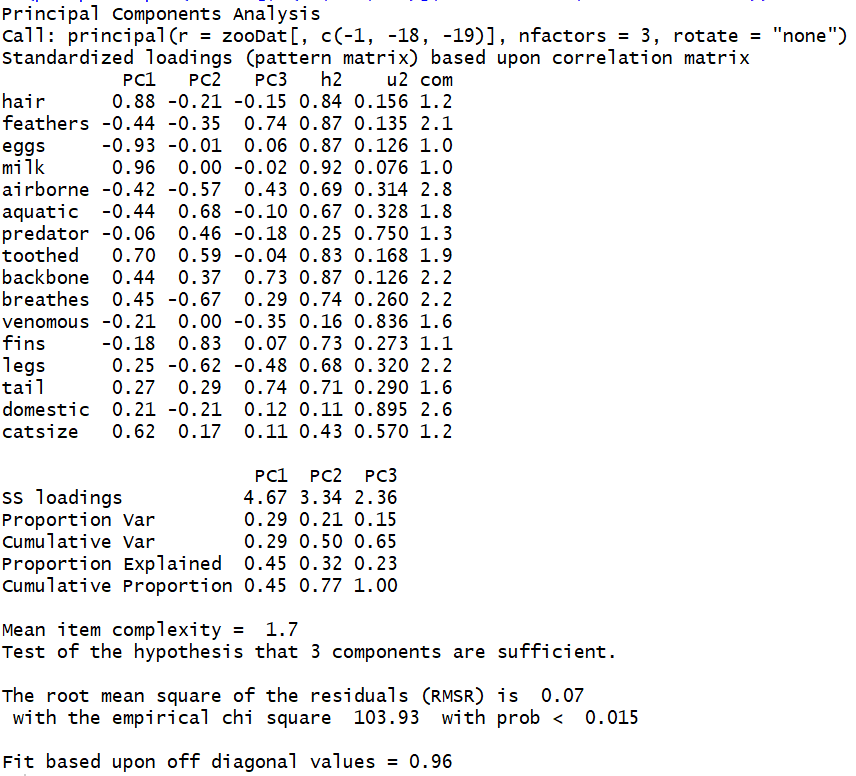 Principal Components Analysis
Call: principal(r = zooDat[, c(-1, -18, -19)], nfactors = 3, rotate = "none")
Standardized loadings (pattern matrix) based upon correlation matrix
PC1 PC2 PC3 h2 u2 com
hair 0.88 -0.21 -0.15 0.84 0.156 1.2
feathers -0.44 -0.35 0.74 0.87 0.135 2.1
eggs -0.93 -0.01 0.06 0.87 0.126 1.0
milk 0.96 0.00 -0.02 0.92 0.076 1.0
airborne -0.42 -0.57 0.43 0.69 0.314 2.8
aquatic -0.44 0.68 -0.10 0.67 0.328 1.8
predator -0.06 0.46 -0.18 0.25 0.750 1.3
toothed 0.70 0.59 -0.04 0.83 0.168 1.9
backbone 0.44 0.37 0.73 0.87 0.126 2.2
breathes 0.45 -0.67 0.29 0.74 0.260 2.2
venomous -0.21 0.00 -0.35 0.16 0.836 1.6
fins -0.18 0.83 0.07 0.73 0.273 1.1
legs 0.25 -0.62 -0.48 0.68 0.320 2.2
tail 0.27 0.29 0.74 0.71 0.290 1.6
domestic 0.21 -0.21 0.12 0.11 0.895 2.6
catsize 0.62 0.17 0.11 0.43 0.570 1.2
PC1 PC2 PC3
SS loadings 4.67 3.34 2.36
Proportion Var 0.29 0.21 0.15
Cumulative Var 0.29 0.50 0.65
Proportion Explained 0.45 0.32 0.23
Cumulative Proportion 0.45 0.77 1.00
Mean item complexity = 1.7
Test of the hypothesis that 3 components are sufficient.
The root mean square of the residuals (RMSR) is 0.07
with the empirical chi square 103.93 with prob < 0.015
Fit based upon off diagonal values = 0.96